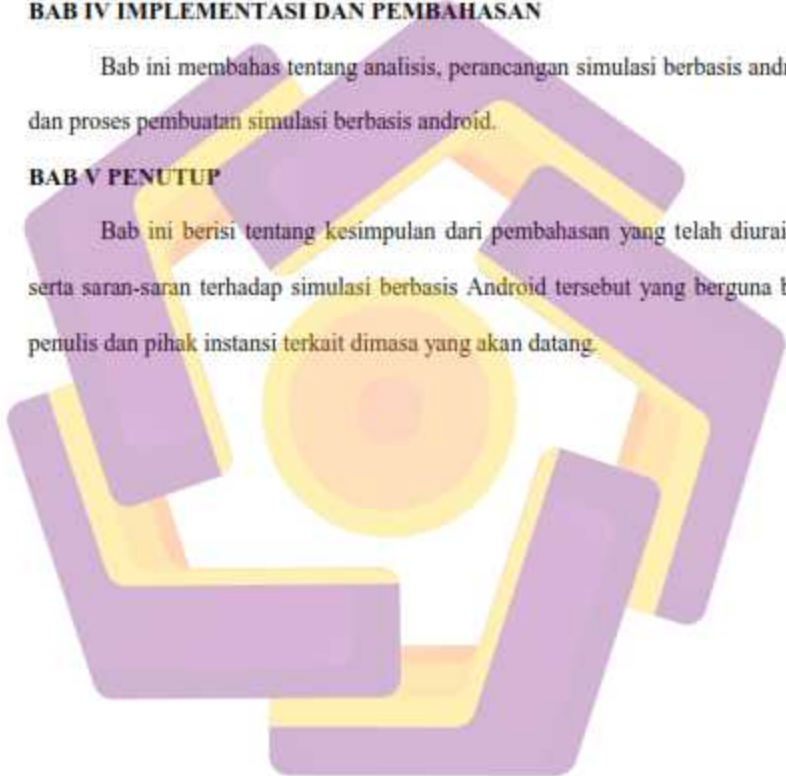 BAB IV IMPLEMENTASI DAN PEMBAHASAN
Bab ini membahas tentang analisis, perancangan simulasi berbasis andr
dan proses pembuatan simulasi berbasis android.
BAB V PENUTUP
Bab ini berisi tentang kesimpulan dari pembahasan yang telah diurai
serta saran-saran terhadap simulasi berbasis Android tersebut yang berguna b
penulis dan pihak instansi terkait dimasa yang akan datang.